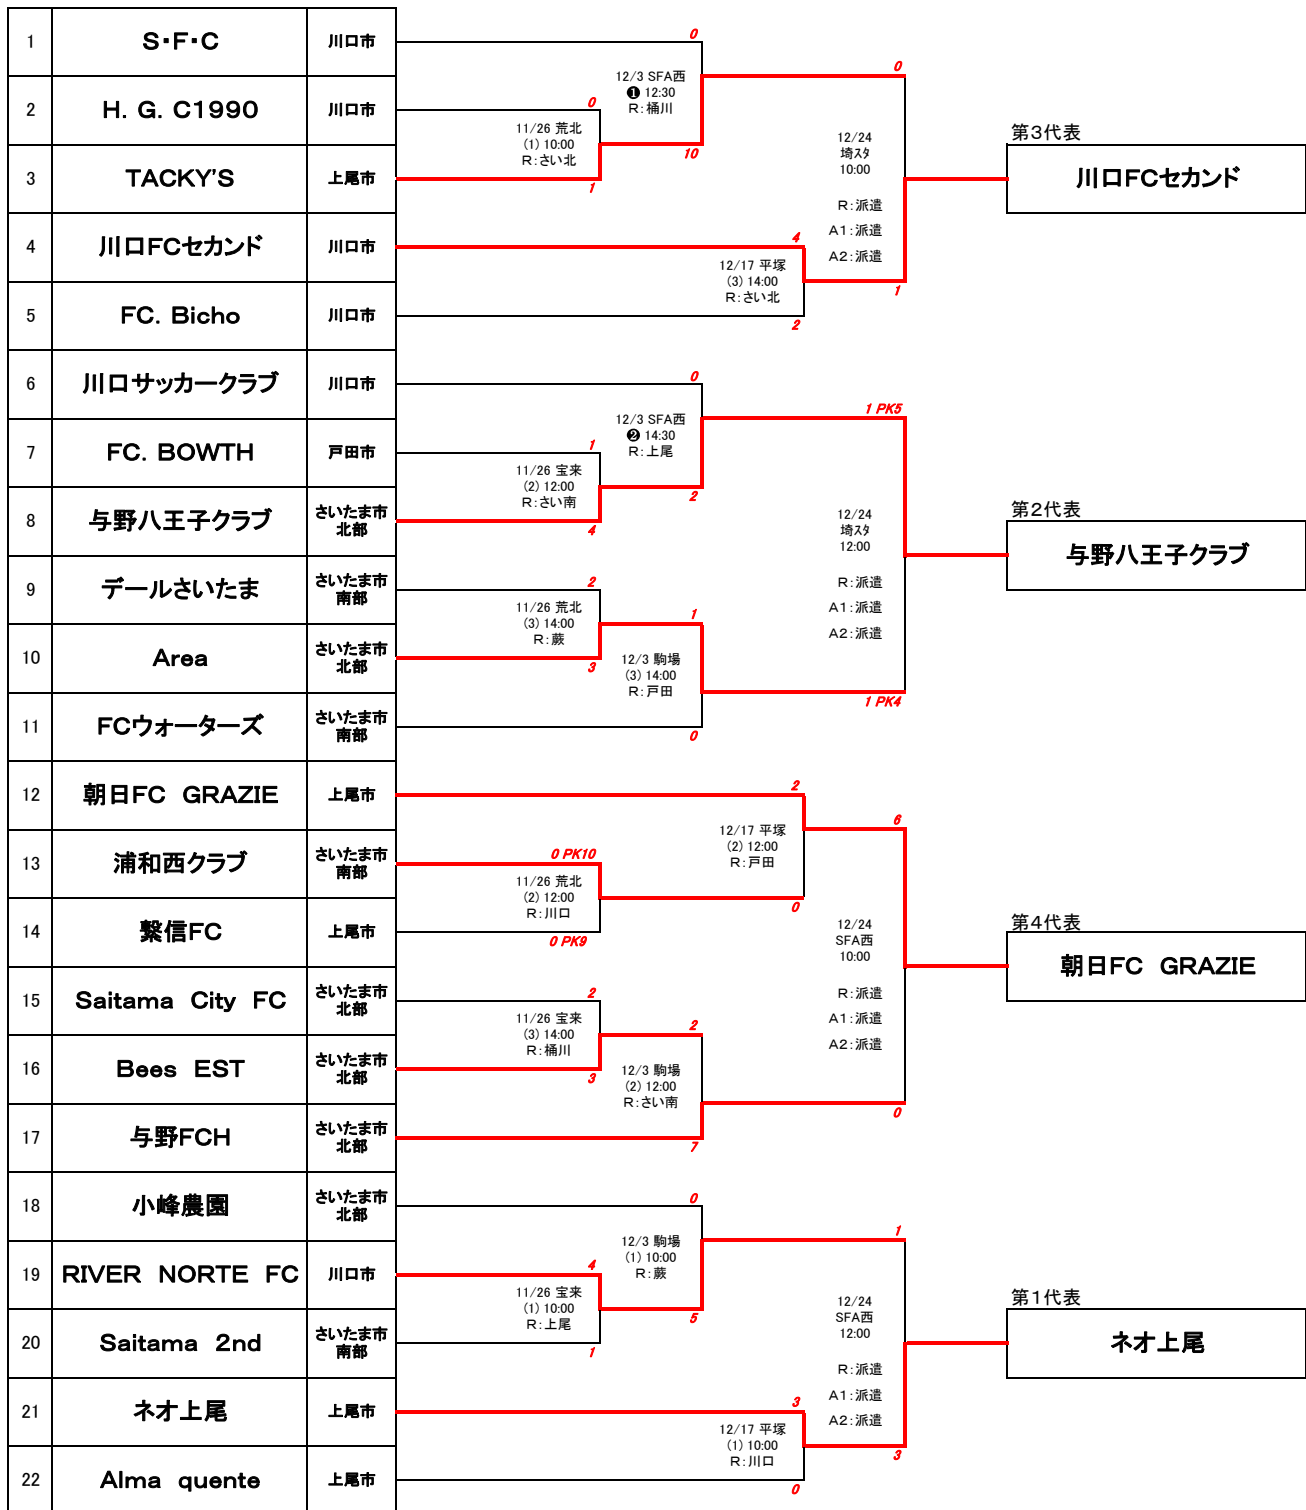 1 S・F・C 川口市
2 H. G. C1990 川口市
3 TACKY'S 上尾市
4 川口FCセカンド 川口市
5 FC. Bicho 川口市
6 川口サッカークラブ 川口市
7 FC. BOWTH 戸田市
8 与野八王子クラブ さいたま市
北部
9 デールさいたま さいたま市
南部
10 Area さいたま市
北部
11 FCウォーターズ さいたま市
南部
12 朝日FC GRAZIE 上尾市
13 浦和西クラブ さいたま市
南部
14 繋信FC 上尾市
15 Saitama City FC さいたま市
北部
16 Bees EST さいたま市
北部
17 与野FCH さいたま市
北部
18 小峰農園 さいたま市
北部
19 RIVER NORTE FC 川口市
20 Saitama 2nd さいたま市
南部
21 ネオ上尾 上尾市
22 Alma quente 上尾市
0
11/26 荒北
(1) 10:00
R:さい北
1
1
11/26 宝来
(2) 12:00
R:さい南
4
2
11/26 荒北
(3) 14:00
R:蕨
3
0 PK10
11/26 荒北
(2) 12:00
R:川口
0 PK9
2
11/26 宝来
(3) 14:00
R:桶川
3
4
11/26 宝来
(1) 10:00
R:上尾
1
0
12/3 SFA西
❶ 12:30
R:桶川
10
0
12/3 SFA西
❷ 14:30
R:上尾
2
1
12/3 駒場
(3) 14:00
R:戸田
0
2
12/3 駒場
(2) 12:00
R:さい南
7
0
12/3 駒場
(1) 10:00
R:蕨
5
4
12/17 平塚
(3) 14:00
R:さい北
2
2
12/17 平塚
(2) 12:00
R:戸田
0
3
12/17 平塚
(1) 10:00
R:川口
0
0
12/24
埼スタ
10:00
R:派遣
A1:派遣
A2:派遣
1
1 PK5
12/24
埼スタ
12:00
R:派遣
A1:派遣
A2:派遣
1 PK4
6
12/24
SFA西
10:00
R:派遣
A1:派遣
A2:派遣
0
1
12/24
SFA西
12:00
R:派遣
A1:派遣
A2:派遣
3
第3代表
川口FCセカンド
第2代表
与野八王子クラブ
第4代表
朝日FC GRAZIE
第1代表
ネオ上尾